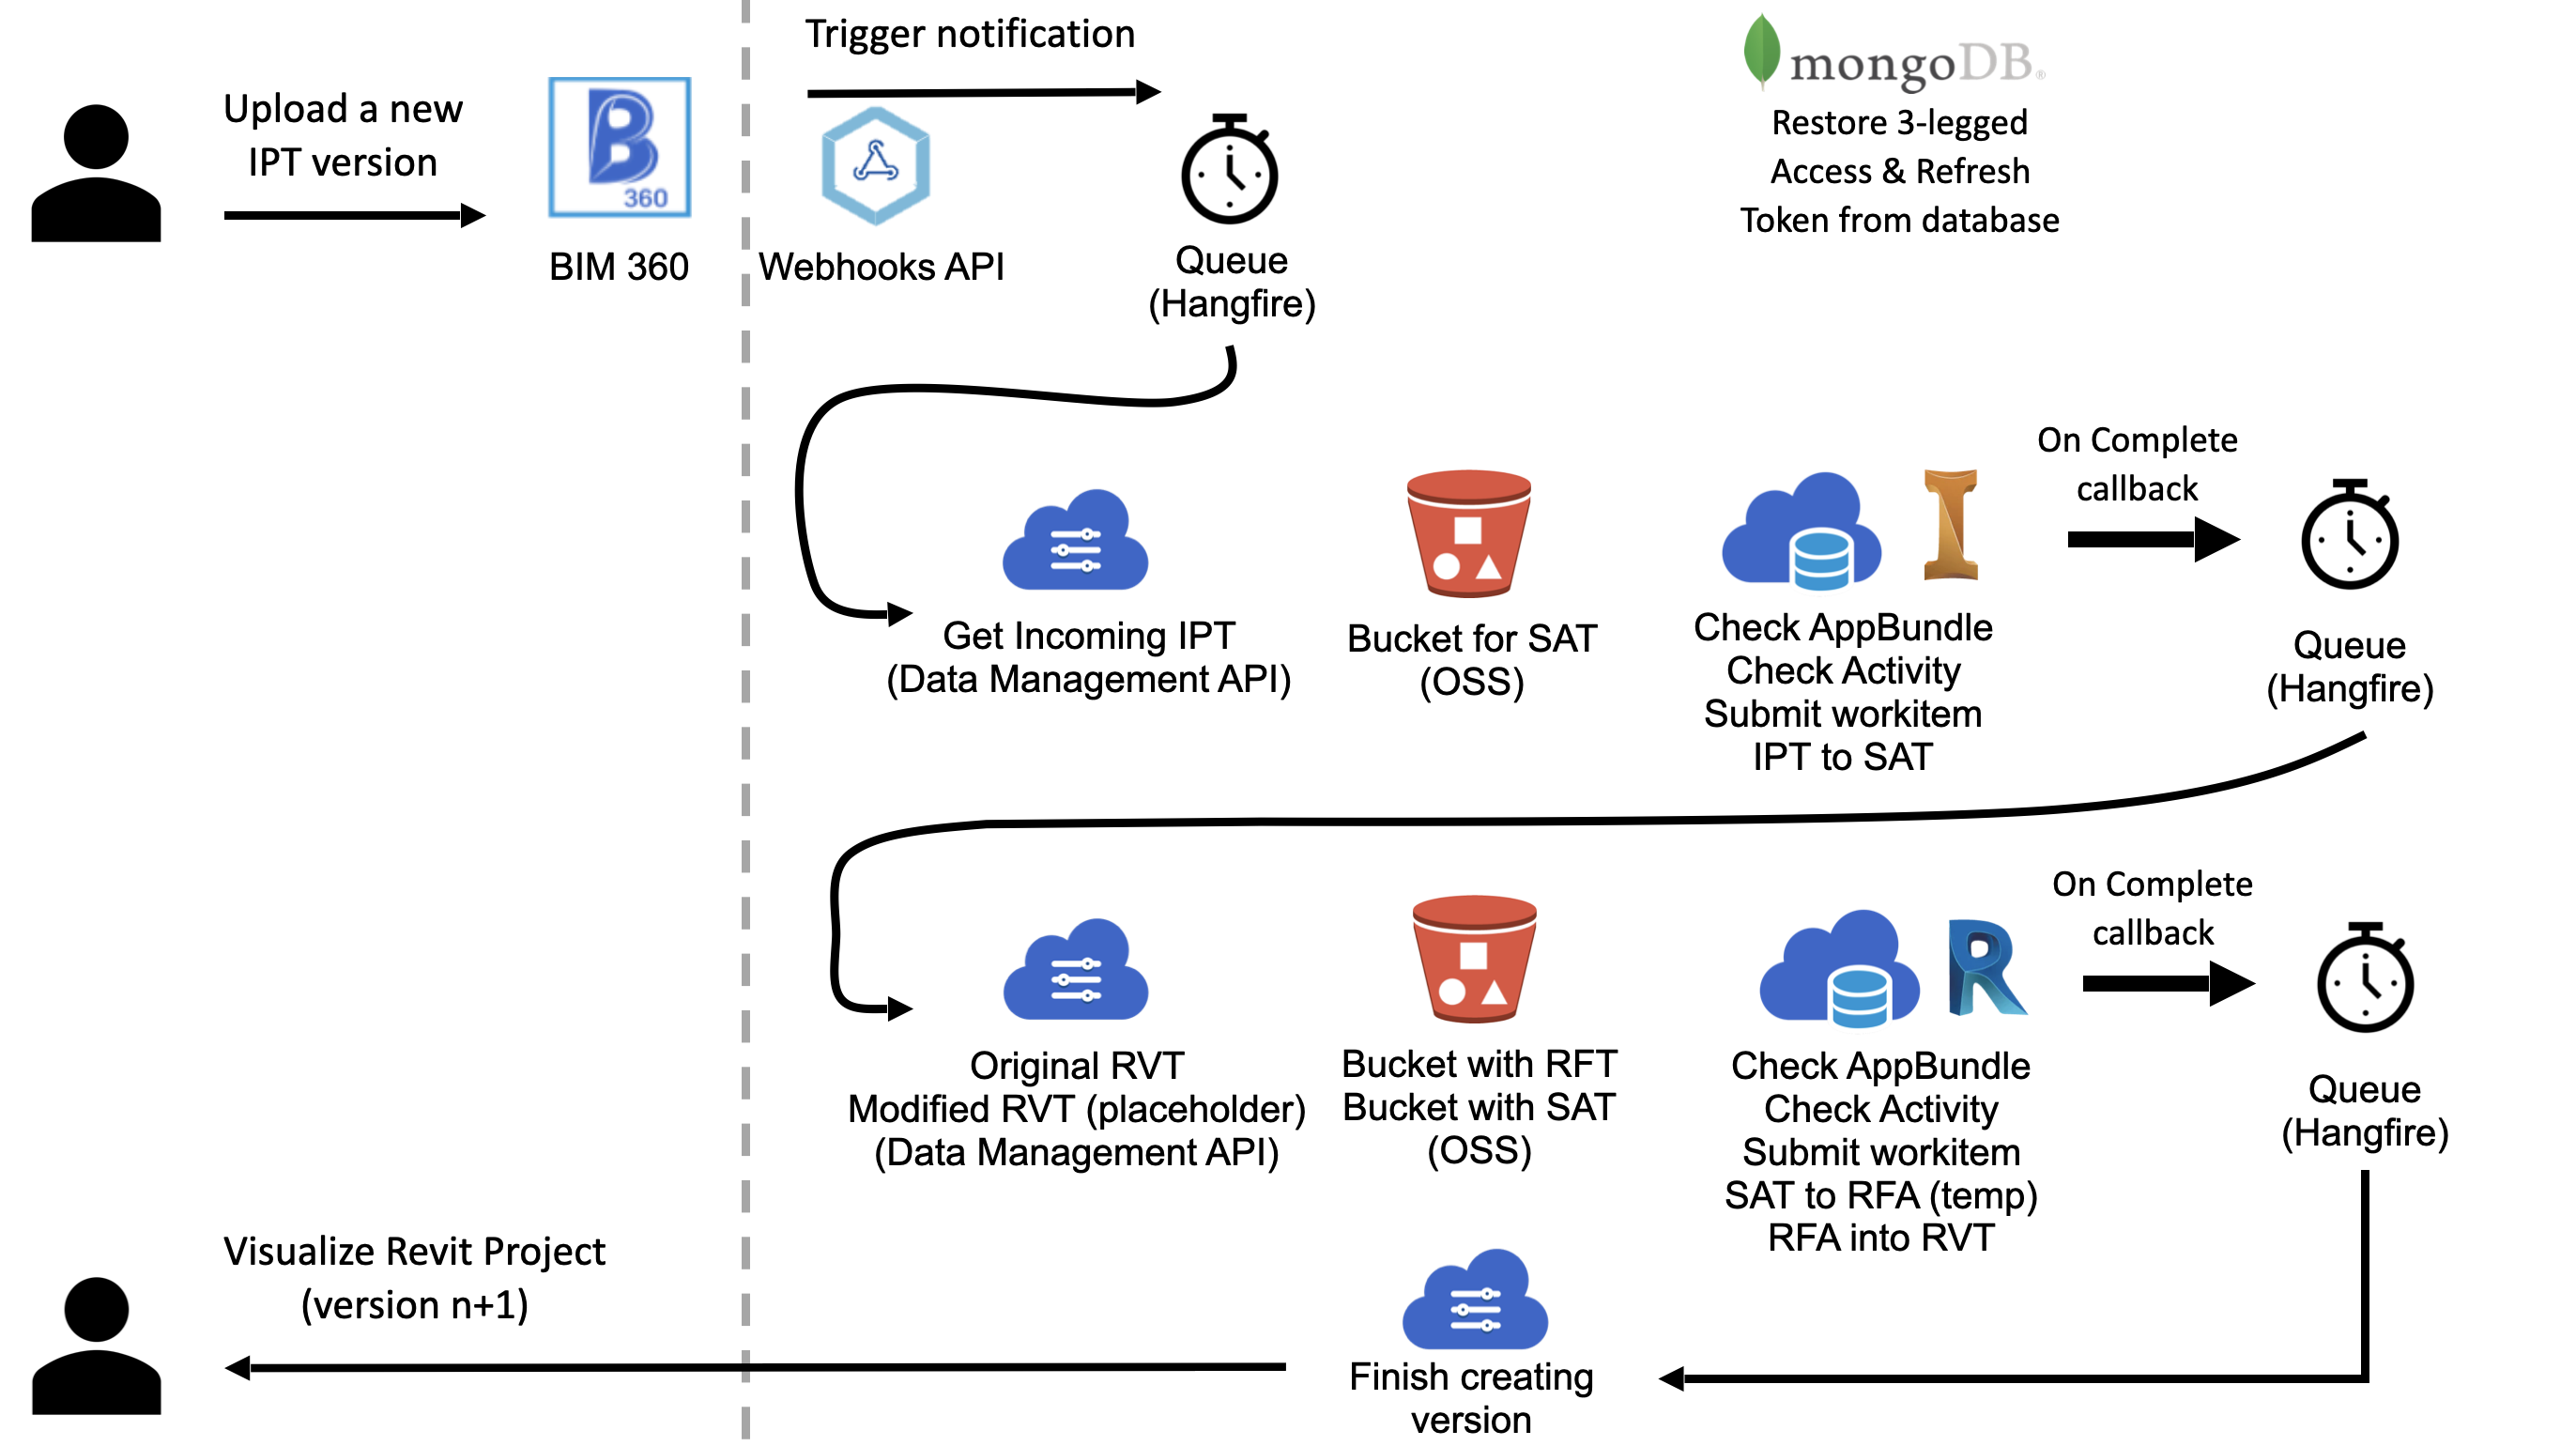 Trigger notification
mongoDB®
Upload a new
IPT version
B
360
BIM 360
Webhooks API
Queue
(Hangfire)
Restore 3-legged
Access & Refresh
Token from database
Get Incoming IPT
(Data Management API)
Bucket for SAT
(OSS)
I
Check AppBundle
Check Activity
Submit workitem
IPT to SAT
On Complete
callback
Queue
(Hangfire)
Original RVT
Modified RVT (placeholder)
(Data Management API)
Bucket with RFT
Bucket with SAT
(OSS)
R
Check AppBundle
Check Activity
Submit workitem
SAT to RFA (temp)
RFA into RVT
On Complete
callback
Queue
(Hangfire)
Finish creating
version
Visualize Revit Project
(version n+1)